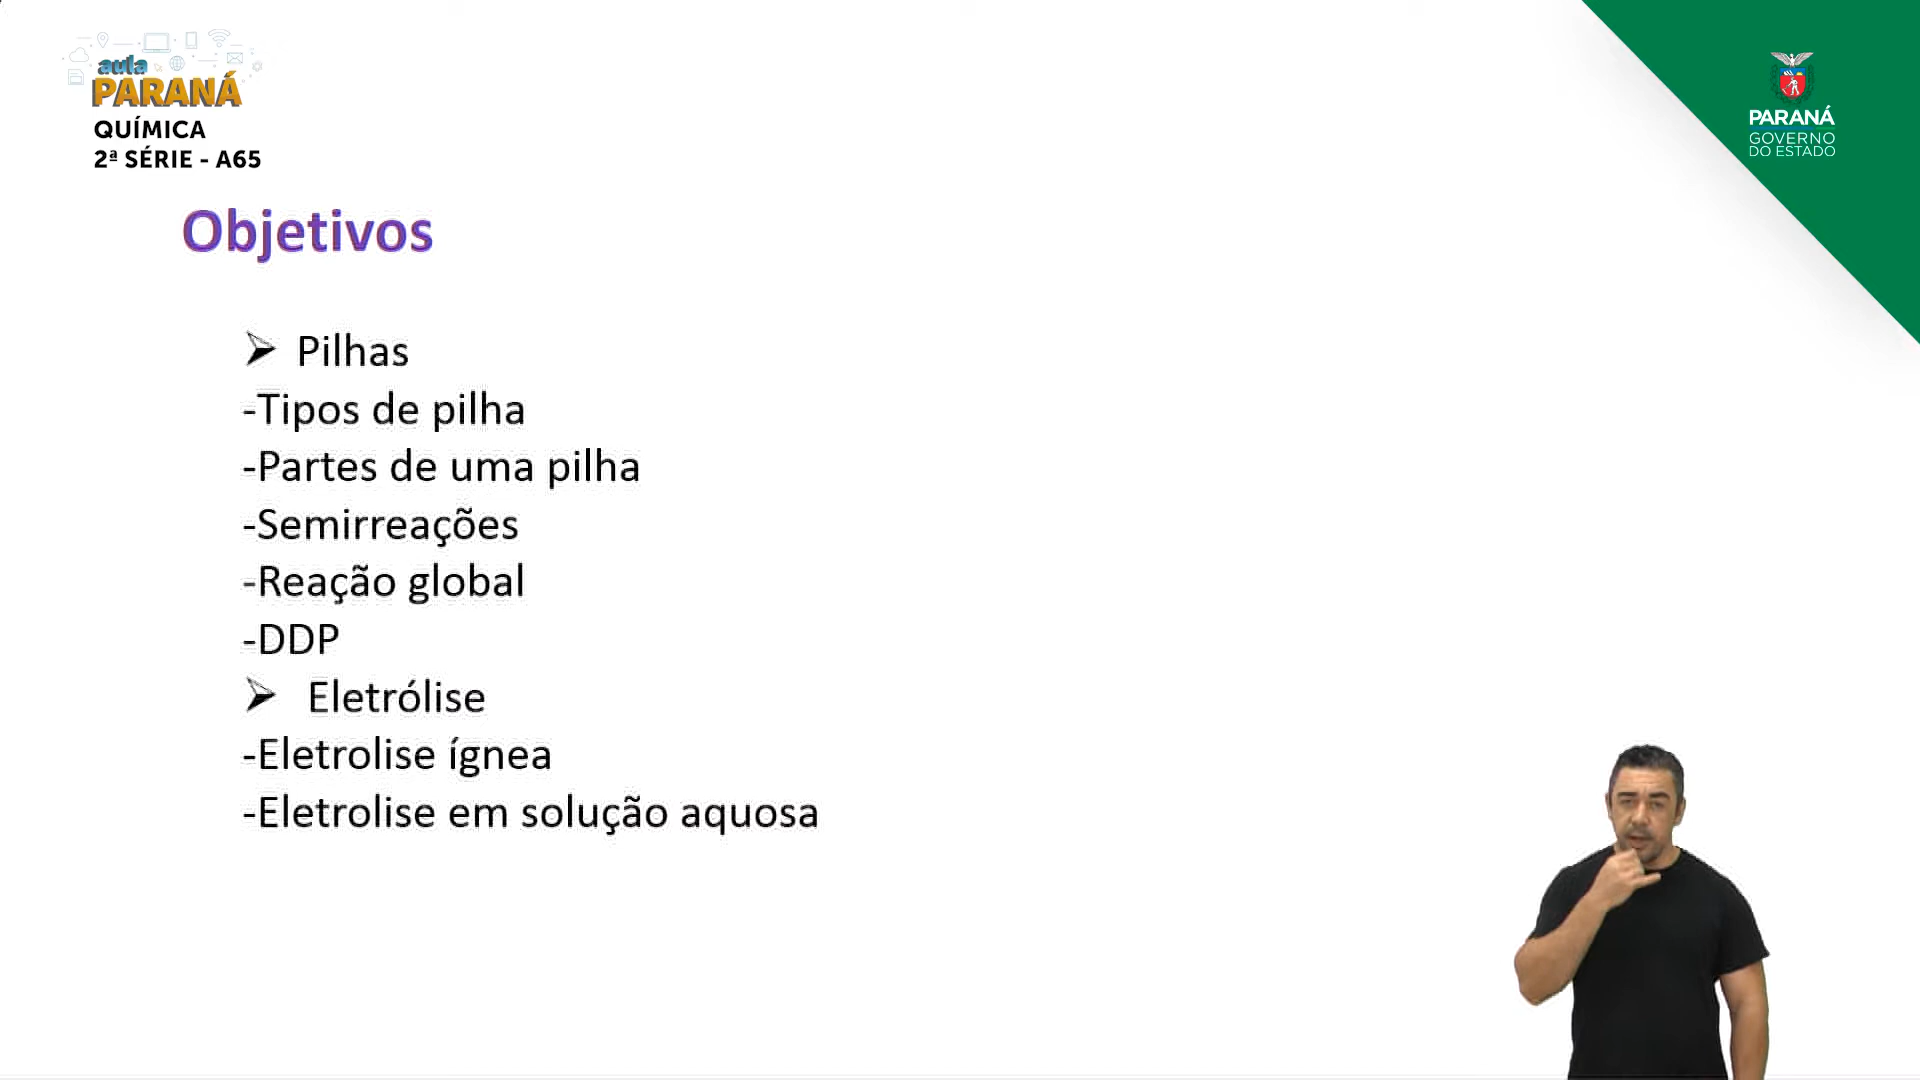 aula
PARANÁ
QUÍMICA
2ª SÉRIE - A65
PARANÁ
GOVERNO
DO ESTADO
Objetivos
➢ Pilhas
-Tipos de pilha
-Partes de uma pilha
-Semirreações
-Reação global
-DDP
➢ Eletrólise
-Eletrolise ígnea
-Eletrolise em solução aquosa